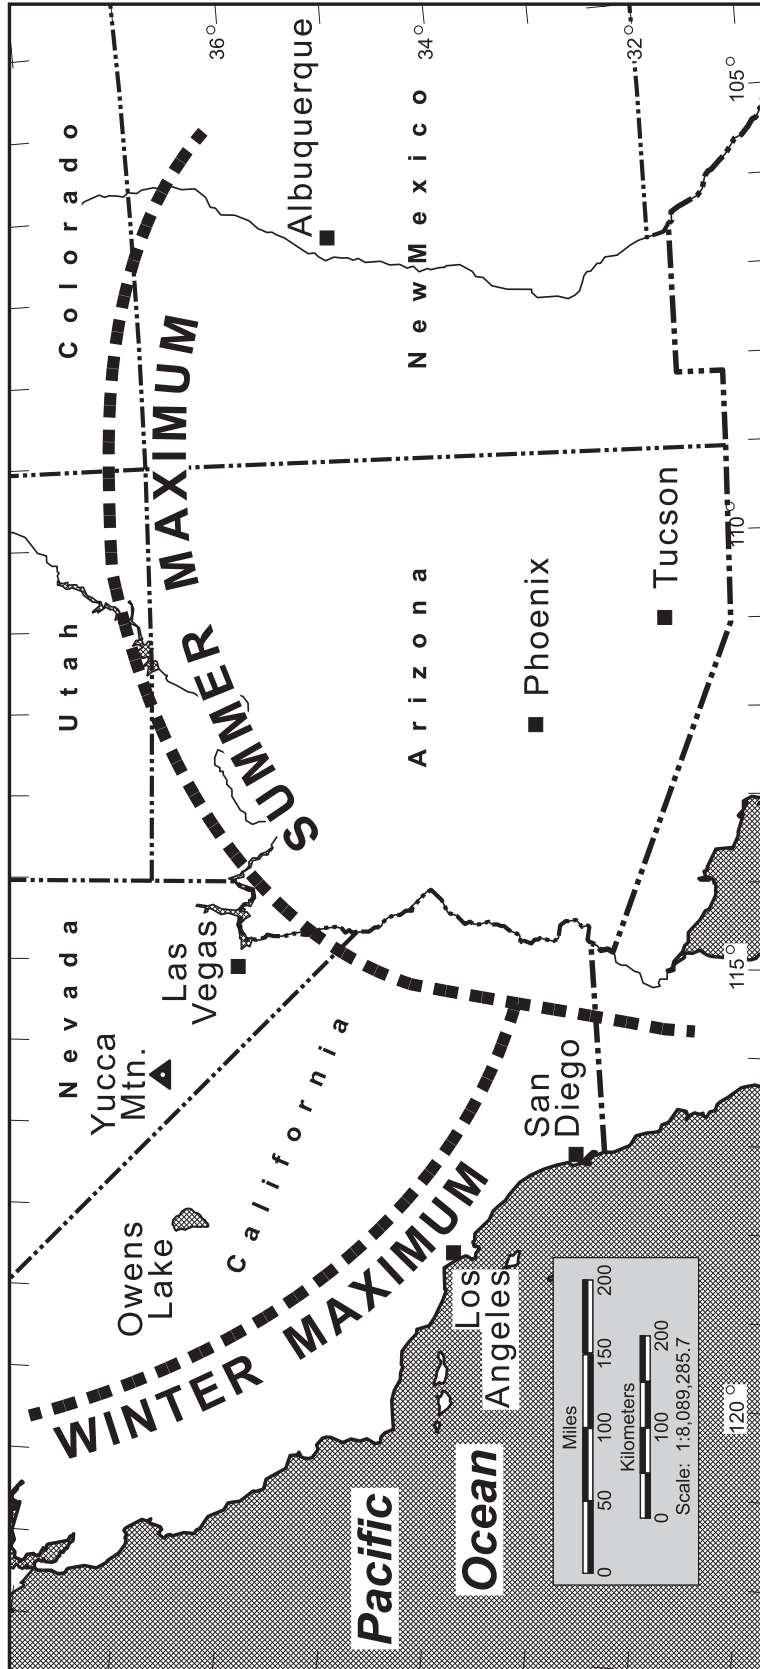 Nevada
Utah
Colorado
Yucca
Mtn.
Las
Vegas
Owens
Lake
California
Arizona
New Mexico
Albuquerque
Phoenix
Tucson
San
Diego
Los
Angeles
WINTER MAXIMUM
SUMMER MAXIMUM
Pacific
Ocean
36°
34°
32°
120°
115°
110°
105°
Miles
0 50 100 150 200
Kilometers
0 100 200
Scale: 1:8,089,285.7